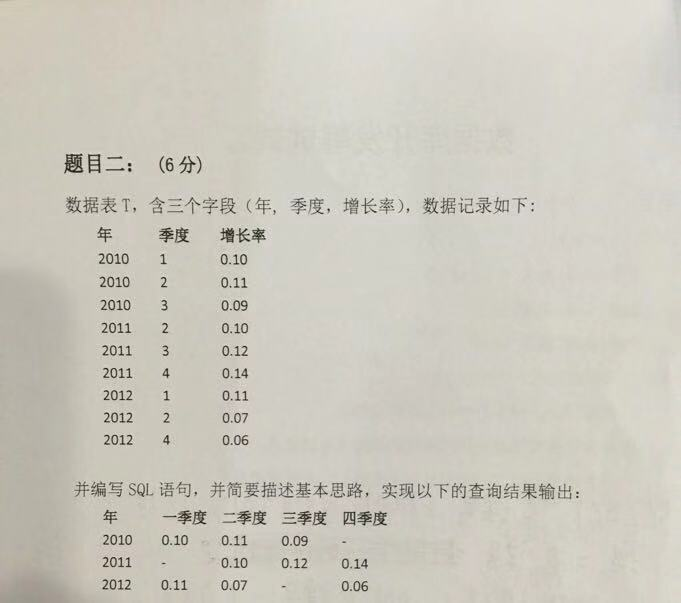 题目二：（6 分）
数据表 T，含三个字段（年，季度，增长率），数据记录如下：
年 季度 增长率
2010 1 0.10
2010 2 0.11
2010 3 0.09
2011 2 0.10
2011 3 0.12
2011 4 0.14
2012 1 0.11
2012 2 0.07
2012 4 0.06
并编写 SQL 语句，并简要描述基本思路，实现以下的查询结果输出：
年 一季度 二季度 三季度 四季度
2010 0.10 0.11 0.09 -
2011 - 0.10 0.12 0.14
2012 0.11 0.07 - 0.06